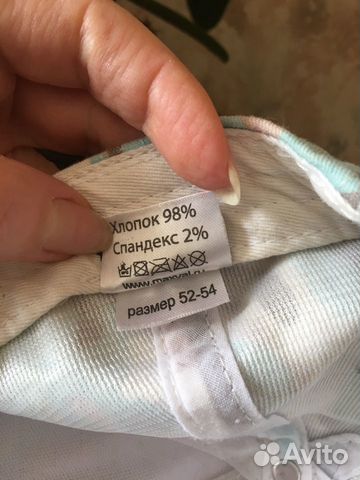 Хлопок 98%
Спандекс 2%
размер 52-54
Avito